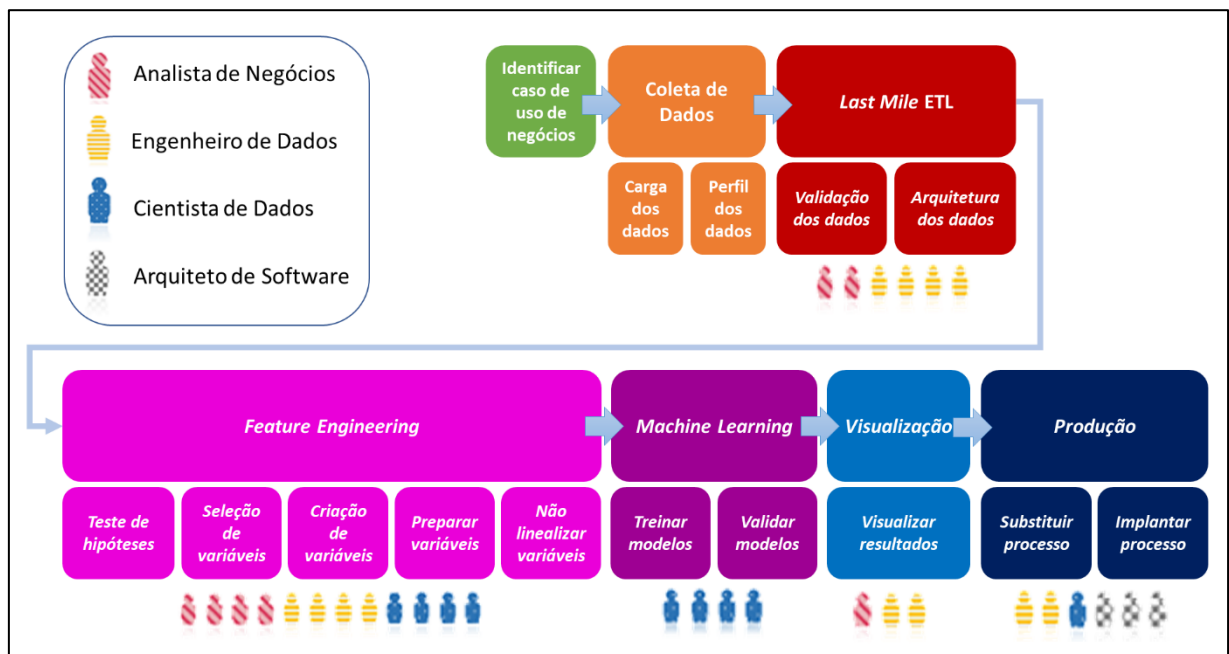 Analista de Negócios
Engenheiro de Dados
Cientista de Dados
Arquiteto de Software
Identificar
caso de
uso de
negócios
Coleta de
Dados
Last Mile ETL
Carga
dos
dados
Perfil
dos
dados
Validação
dos dados
Arquitetura
dos dados
Feature Engineering
Machine Learning
Visualização
Produção
Teste de
hipóteses
Seleção
de
variáveis
Criação
de
variáveis
Preparar
variáveis
Não
linealizar
variáveis
Treinar
modelos
Validar
modelos
Visualizar
resultados
Substituir
processo
Implantar
processo